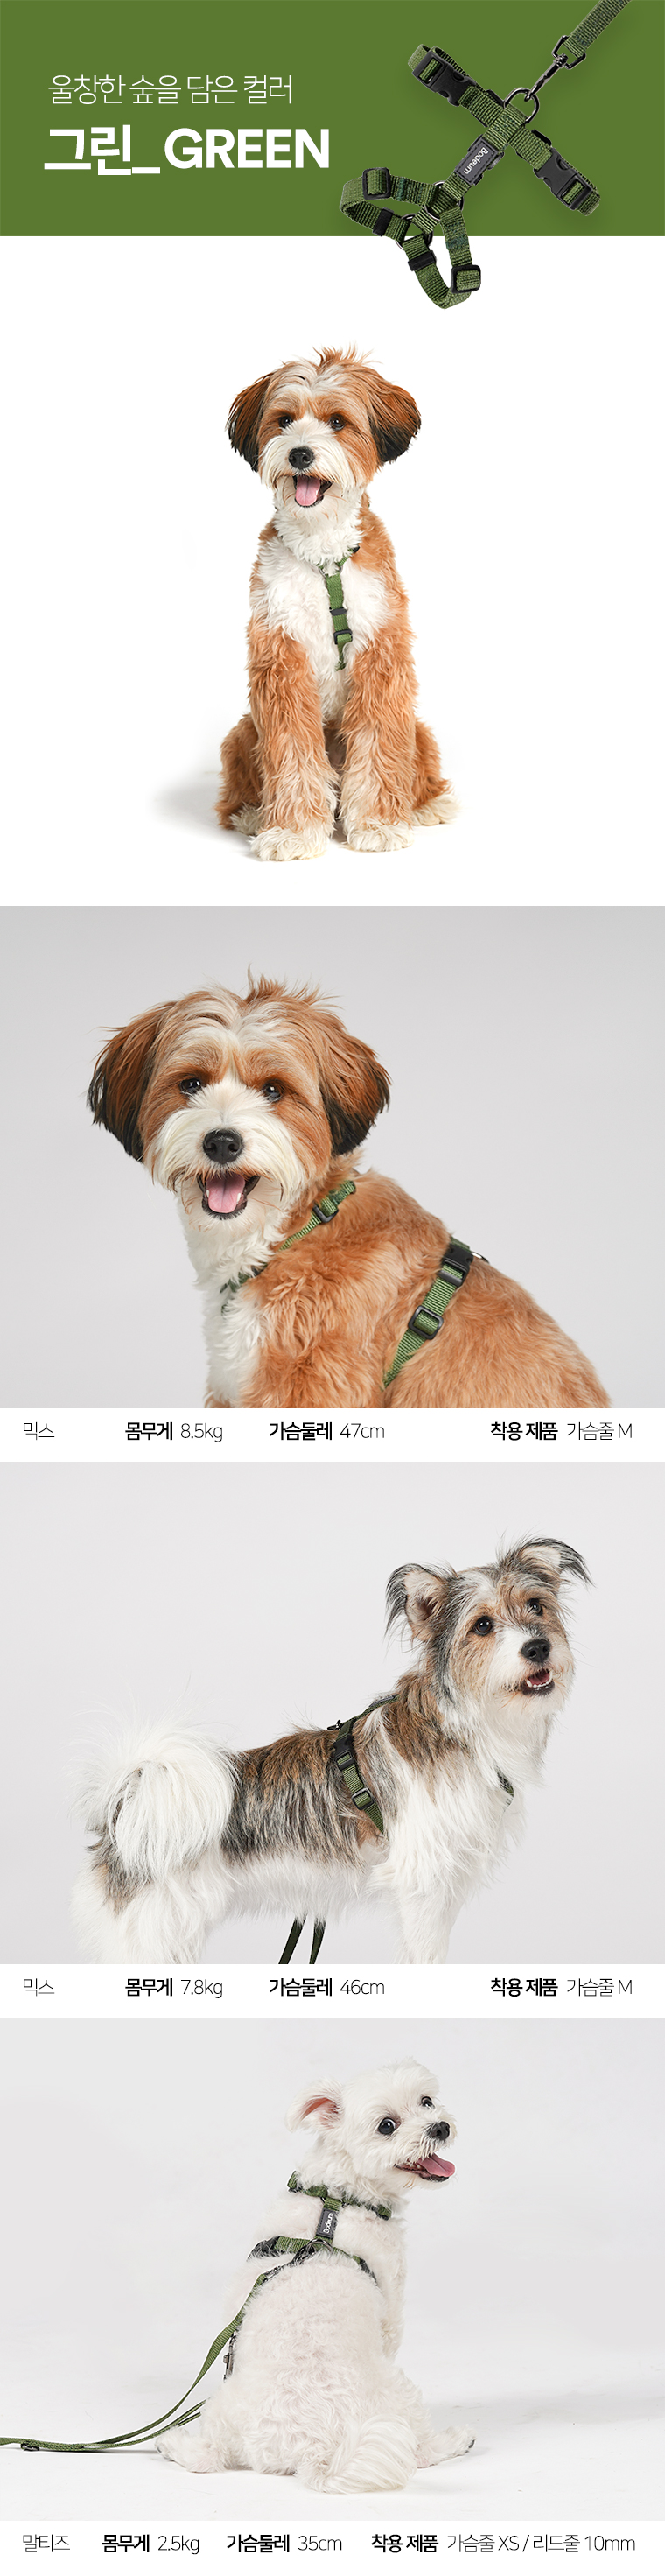 울창한 숲을 담은 컬러
그린_GREEN
Bodeum
믹스 몸무게 8.5kg 가슴둘레 47cm 착용 제품 가슴줄 M
믹스 몸무게 7.8kg 가슴둘레 46cm 착용 제품 가슴줄 M
Bodeum
말티즈 몸무게 2.5kg 가슴둘레 35cm 착용 제품 가슴줄 XS / 리드줄 10mm